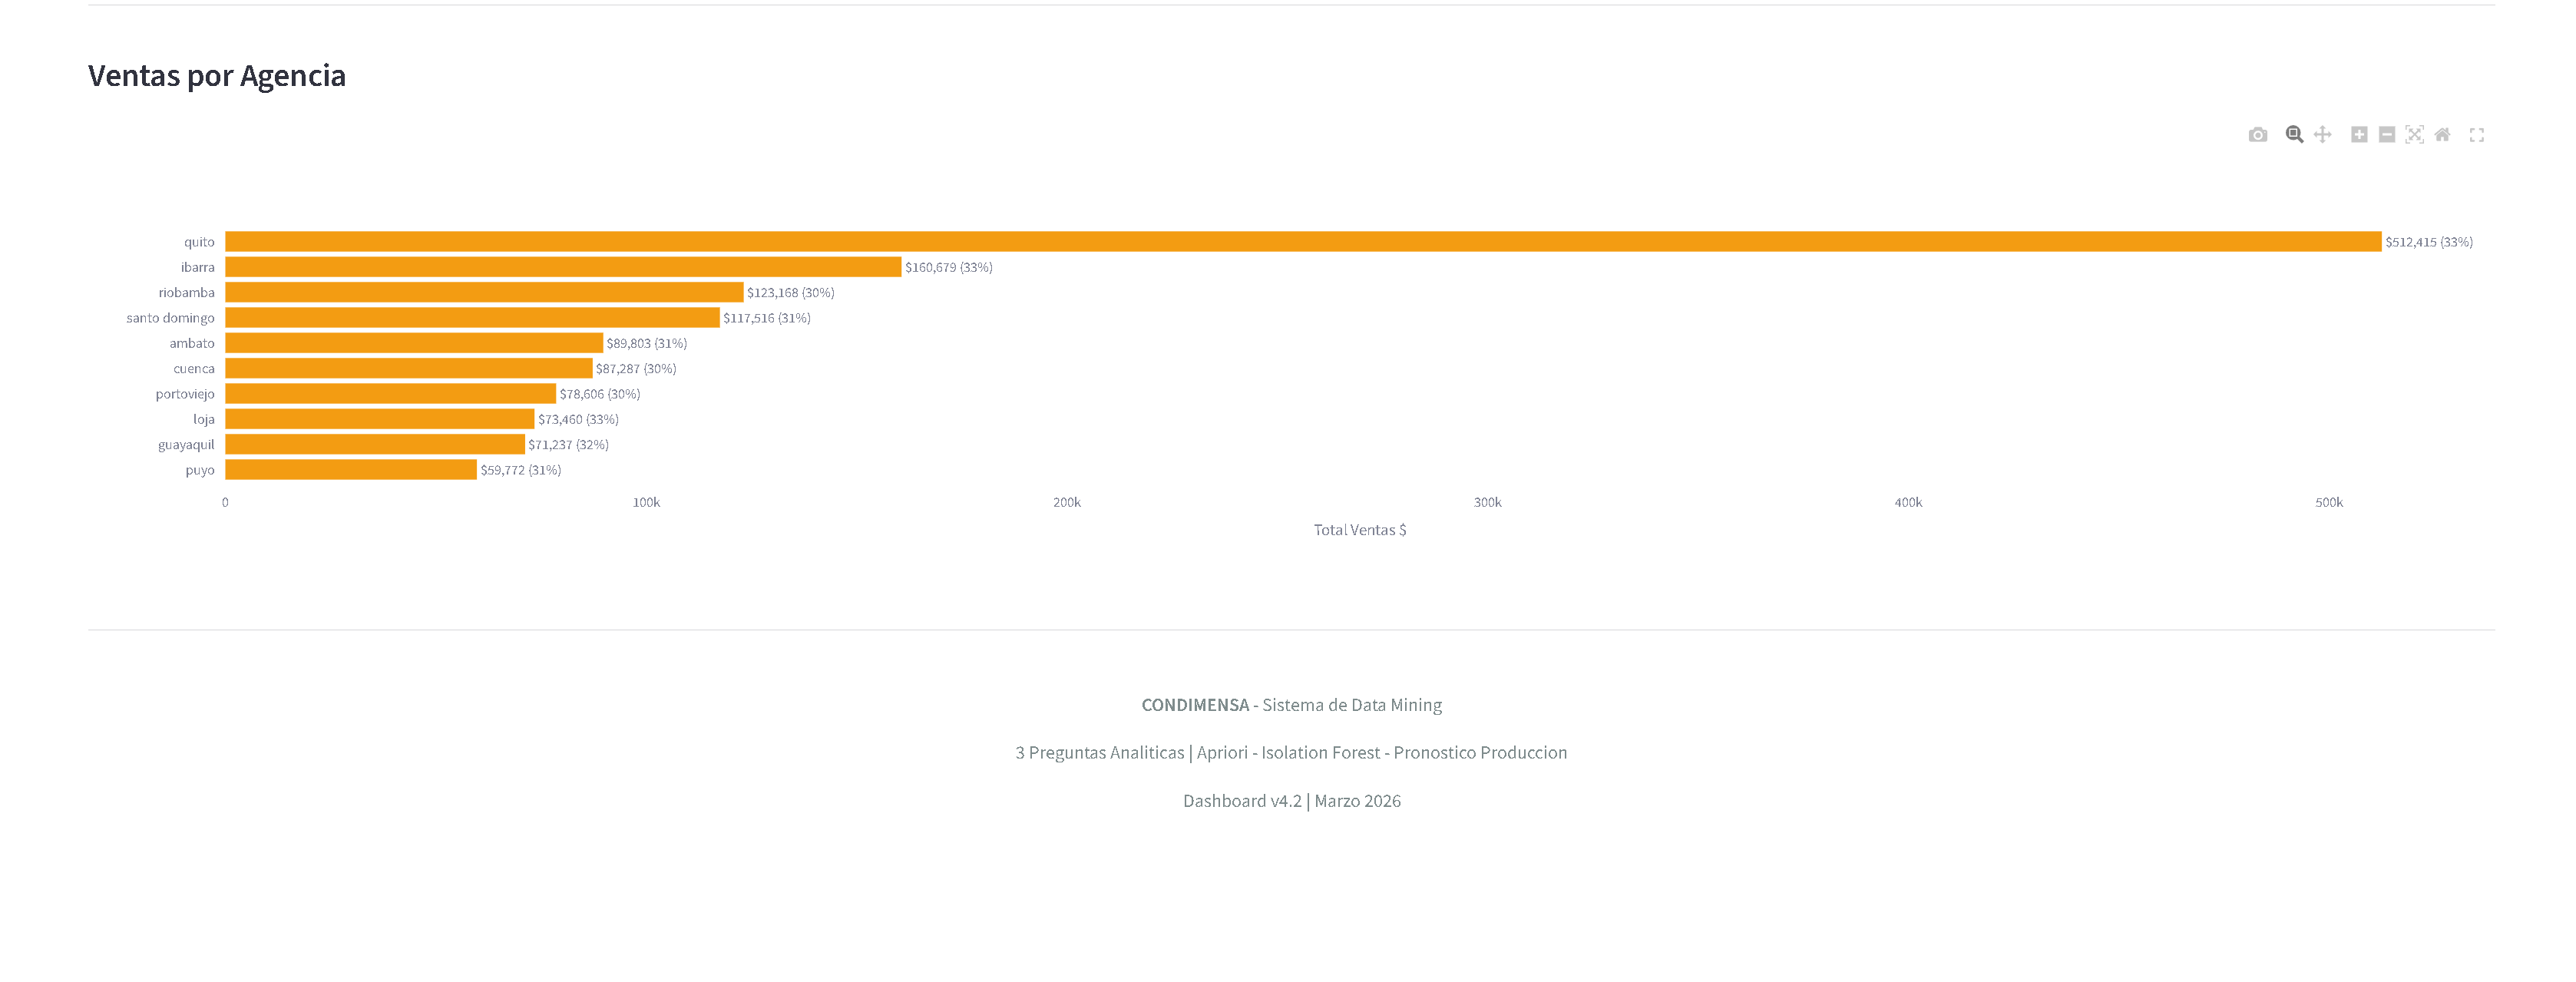 Ventas por Agencia
quito $512,415 (33%)
ibarra $160,679 (33%)
riobamba $123,168 (30%)
santo domingo $117,516 (31%)
ambato $89,803 (31%)
cuenca $87,287 (30%)
portoviejo $78,606 (30%)
loja $73,460 (33%)
guayaquil $71,237 (32%)
puyo $59,772 (31%)
0 100k 200k 300k 400k 500k
Total Ventas $
CONDIMENSA - Sistema de Data Mining
3 Preguntas Analiticas | Apriori - Isolation Forest - Pronostico Produccion
Dashboard v4.2 | Marzo 2026